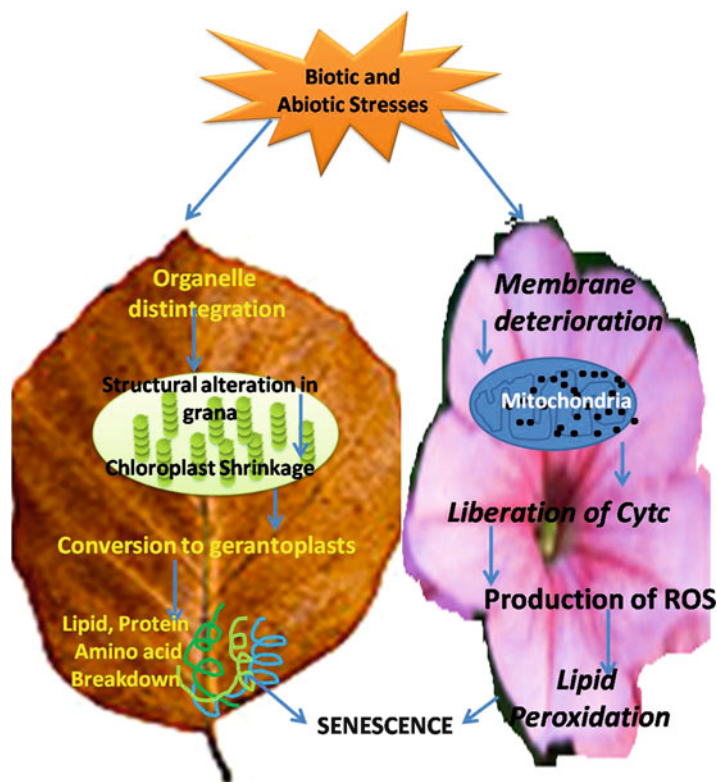 Biotic and
Abiotic Stresses
Organelle
distintegration
Structural alteration in
grana
Chloroplast Shrinkage
Conversion to gerantoplasts
Lipid, Protein
Amino acid
Breakdown
Membrane
deterioration
Mitochondria
Liberation of Cytc
Production of ROS
Lipid
Peroxidation
SENESCENCE